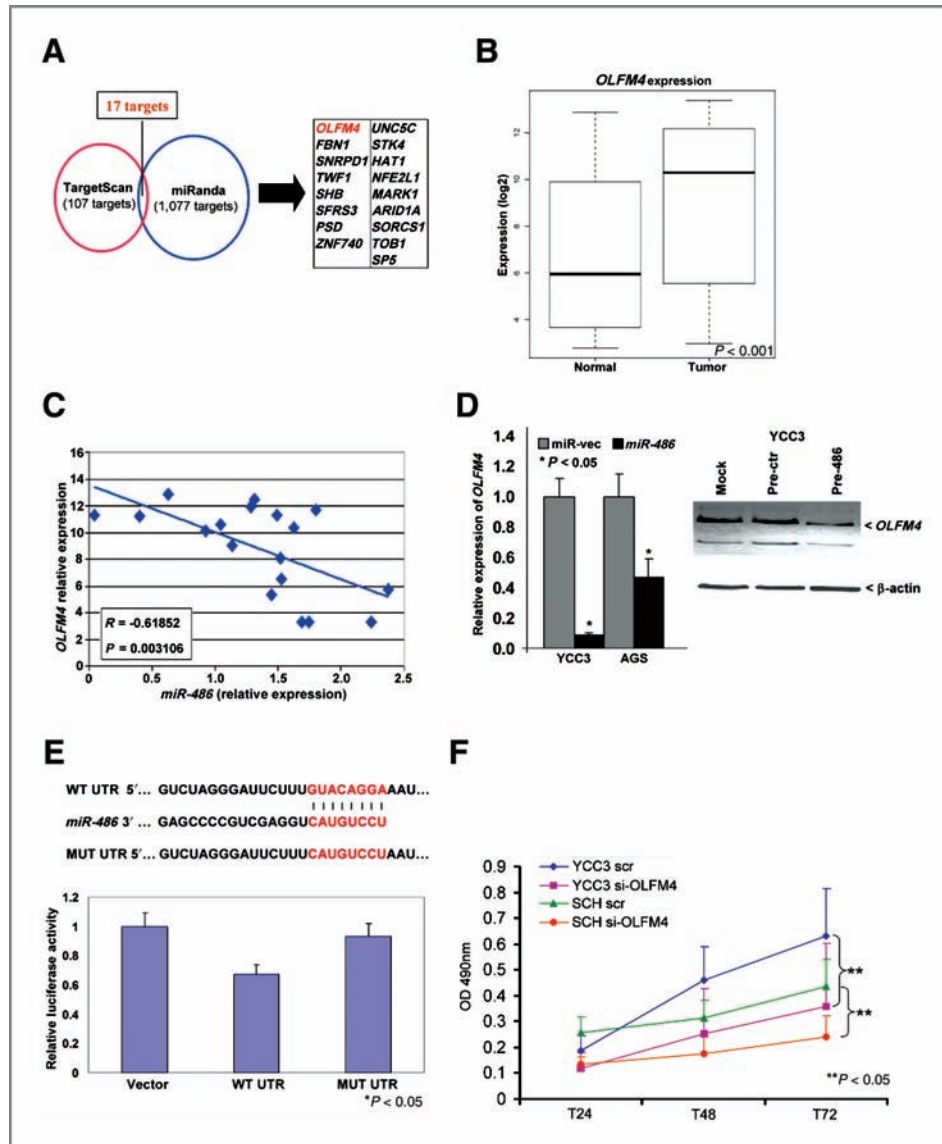 A
17 targets
TargetScan
(107 targets)
miRanda
(1,077 targets)
OLFM4 UNC5C
FBN1 STK4
SNRPD1 HAT1
TWF1 NFE2L1
SHB MARK1
SFRS3 ARID1A
PSD SORCS1
ZNF740 TOB1
SP5
B
OLFM4 expression
Expression (log2)
12
10
8
6
4
P < 0.001
Normal Tumor
C
OLFM4 relative expression
16
14
12
10
8
6
4
2
0
R = -0.61852
P = 0.003106
0 0.5 1.0 1.5 2.0 2.5
miR-486 (relative expression)
D
Relative expression of OLFM4
1.4
1.2
1.0
0.8
0.6
0.4
0.2
0.0
miR-vec miR-486
* P < 0.05
*
*
YCC3 AGS
YCC3
Mock Pre-ctr Pre-486
< OLFM4
< β-actin
E
WT UTR 5′... GUCUAGGGAUUCUUUGUACAGGAAAU...
miR-486 3′ ... GAGCCCCGUCGAGGUCAUGUCCU
MUT UTR 5′... GUCUAGGGAUUCUUUCAUGUCCUAAU...
Relative luciferase activity
1.2
1
0.8
0.6
0.4
0.2
0
Vector WT UTR MUT UTR
*P < 0.05
F
YCC3 scr
YCC3 si-OLFM4
SCH scr
SCH si-OLFM4
OD 490nm
0.9
0.8
0.7
0.6
0.5
0.4
0.3
0.2
0.1
0
**
**
**P < 0.05
T24 T48 T72